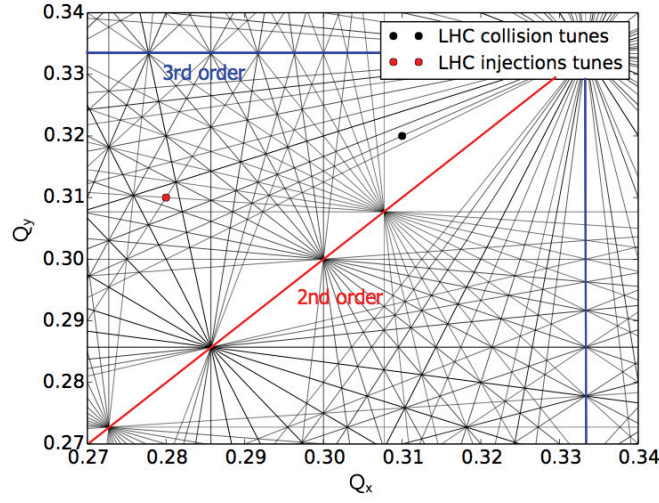 0.34
0.33
0.32
0.31
0.30
0.29
0.28
0.27
Qy
3rd order
LHC collision tunes
LHC injections tunes
2nd order
0.27 0.28 0.29 0.30 0.31 0.32 0.33 0.34
Qx